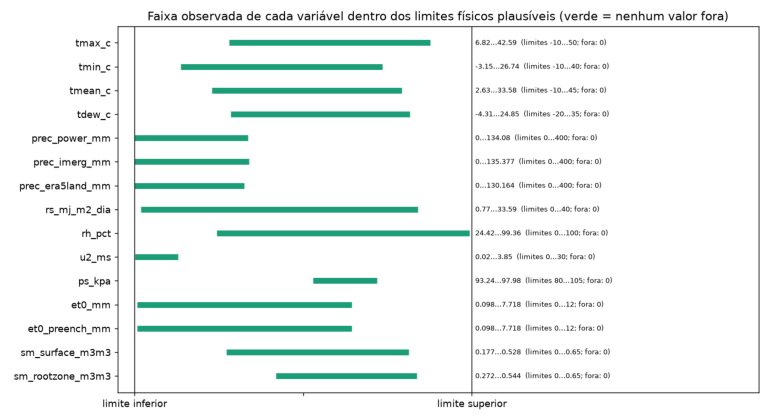 Faixa observada de cada variável dentro dos limites físicos plausíveis (verde = nenhum valor fora)
tmax_c 6.82...42.59 (limites -10...50; fora: 0)
tmin_c -3.15...26.74 (limites -10...40; fora: 0)
tmean_c 2.63...33.58 (limites -10...45; fora: 0)
tdew_c -4.31...24.85 (limites -20...35; fora: 0)
prec_power_mm 0...134.08 (limites 0...400; fora: 0)
prec_imerg_mm 0...135.377 (limites 0...400; fora: 0)
prec_era5land_mm 0...130.164 (limites 0...400; fora: 0)
rs_mj_m2_dia 0.77...33.59 (limites 0...40; fora: 0)
rh_pct 24.42...99.36 (limites 0...100; fora: 0)
u2_ms 0.02...3.85 (limites 0...30; fora: 0)
ps_kpa 93.24...97.98 (limites 80...105; fora: 0)
et0_mm 0.098...7.718 (limites 0...12; fora: 0)
et0_preench_mm 0.098...7.718 (limites 0...12; fora: 0)
sm_surface_m3m3 0.177...0.528 (limites 0...0.65; fora: 0)
sm_rootzone_m3m3 0.272...0.544 (limites 0...0.65; fora: 0)
limite inferior limite superior